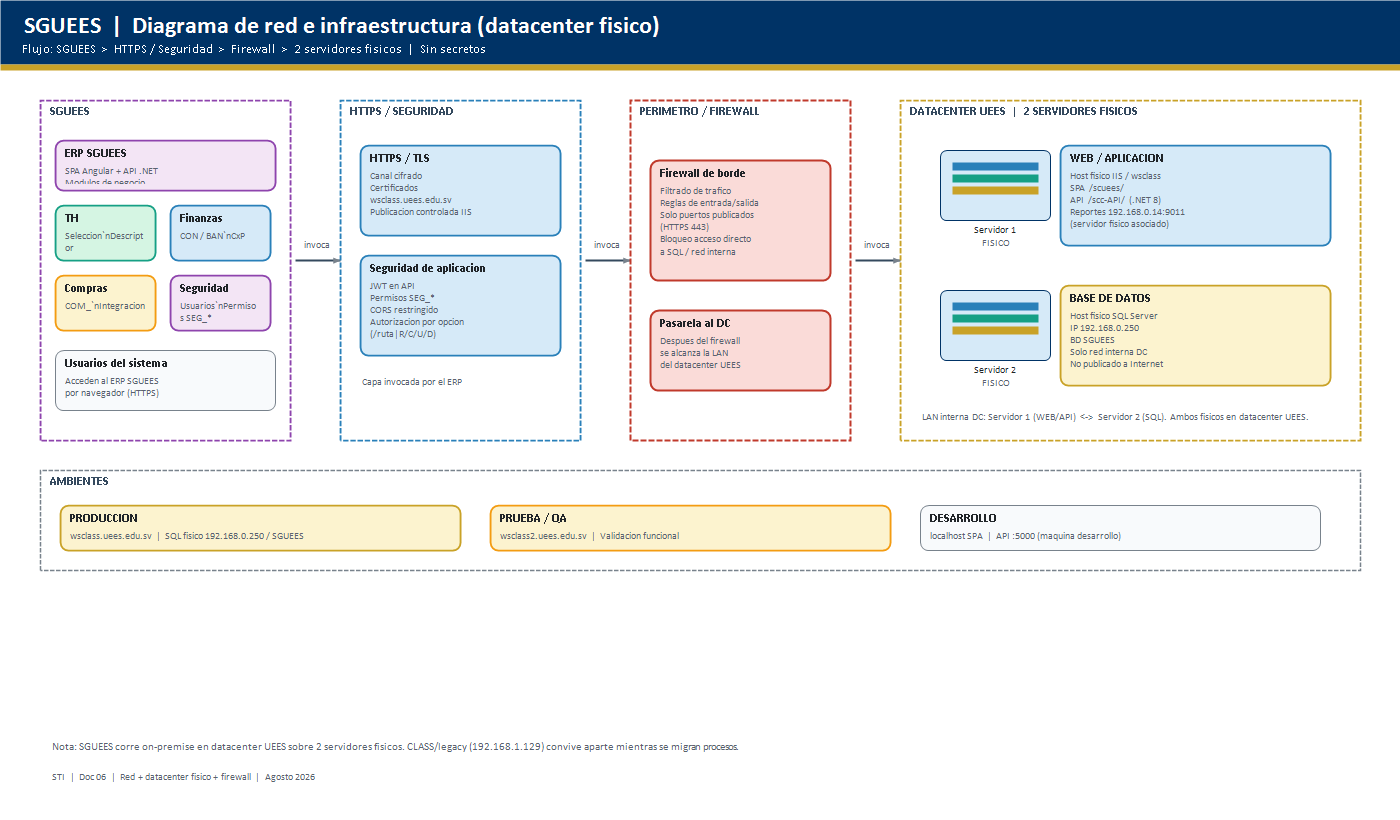 SGUEES | Diagrama de red e infraestructura (datacenter fisico)
Flujo: SGUEES > HTTPS / Seguridad > Firewall > 2 servidores fisicos | Sin secretos
SGUEES
ERP SGUEES
SPA Angular + API .NET
Modulos de negocio
TH
Seleccion`nDescript
or
Finanzas
CON / BAN`nCxP
Compras
COM_`nIntegracion
Seguridad
Usuarios`nPermiso
s SEG_*
Usuarios del sistema
Acceden al ERP SGUEES
por navegador (HTTPS)
invoca
HTTPS / SEGURIDAD
HTTPS / TLS
Canal cifrado
Certificados
wsclass.uees.edu.sv
Publicacion controlada IIS
Seguridad de aplicacion
JWT en API
Permisos SEG_*
CORS restringido
Autorizacion por opcion
(/ruta|R/C/U/D)
Capa invocada por el ERP
invoca
PERIMETRO / FIREWALL
Firewall de borde
Filtrado de trafico
Reglas de entrada/salida
Solo puertos publicados
(HTTPS 443)
Bloqueo acceso directo
a SQL / red interna
Pasarela al DC
Despues del firewall
se alcanza la LAN
del datacenter UEES
invoca
DATACENTER UEES | 2 SERVIDORES FISICOS
Servidor 1
FISICO
WEB / APLICACION
Host fisico IIS / wsclass
SPA /scuees/
API /scc-API/ (.NET 8)
Reportes 192.168.0.14:9011
(servidor fisico asociado)
Servidor 2
FISICO
BASE DE DATOS
Host fisico SQL Server
IP 192.168.0.250
BD SGUEES
Solo red interna DC
No publicado a Internet
LAN interna DC: Servidor 1 (WEB/API) <-> Servidor 2 (SQL). Ambos fisicos en datacenter UEES.
AMBIENTES
PRODUCCION
wsclass.uees.edu.sv | SQL fisico 192.168.0.250 / SGUEES
PRUEBA / QA
wsclass2.uees.edu.sv | Validacion funcional
DESARROLLO
localhost SPA | API :5000 (maquina desarrollo)
Nota: SGUEES corre on-premise en datacenter UEES sobre 2 servidores fisicos. CLASS/legacy (192.168.1.129) convive aparte mientras se migran procesos.
STI | Doc 06 | Red + datacenter fisico + firewall | Agosto 2026